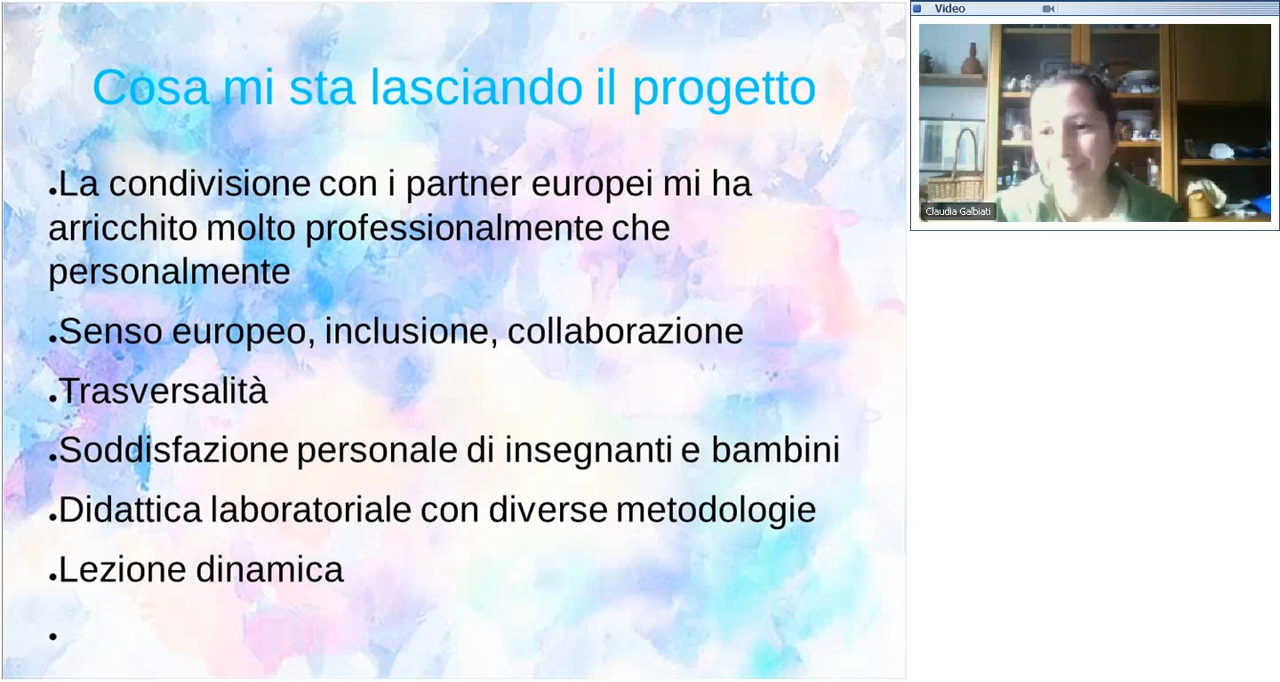 Cosa mi sta lasciando il progetto
•La condivisione con i partner europei mi ha
arricchito molto professionalmente che
personalmente
•Senso europeo, inclusione, collaborazione
•Trasversalità
•Soddisfazione personale di insegnanti e bambini
•Didattica laboratoriale con diverse metodologie
•Lezione dinamica
•
Video
Claudia Galbiati